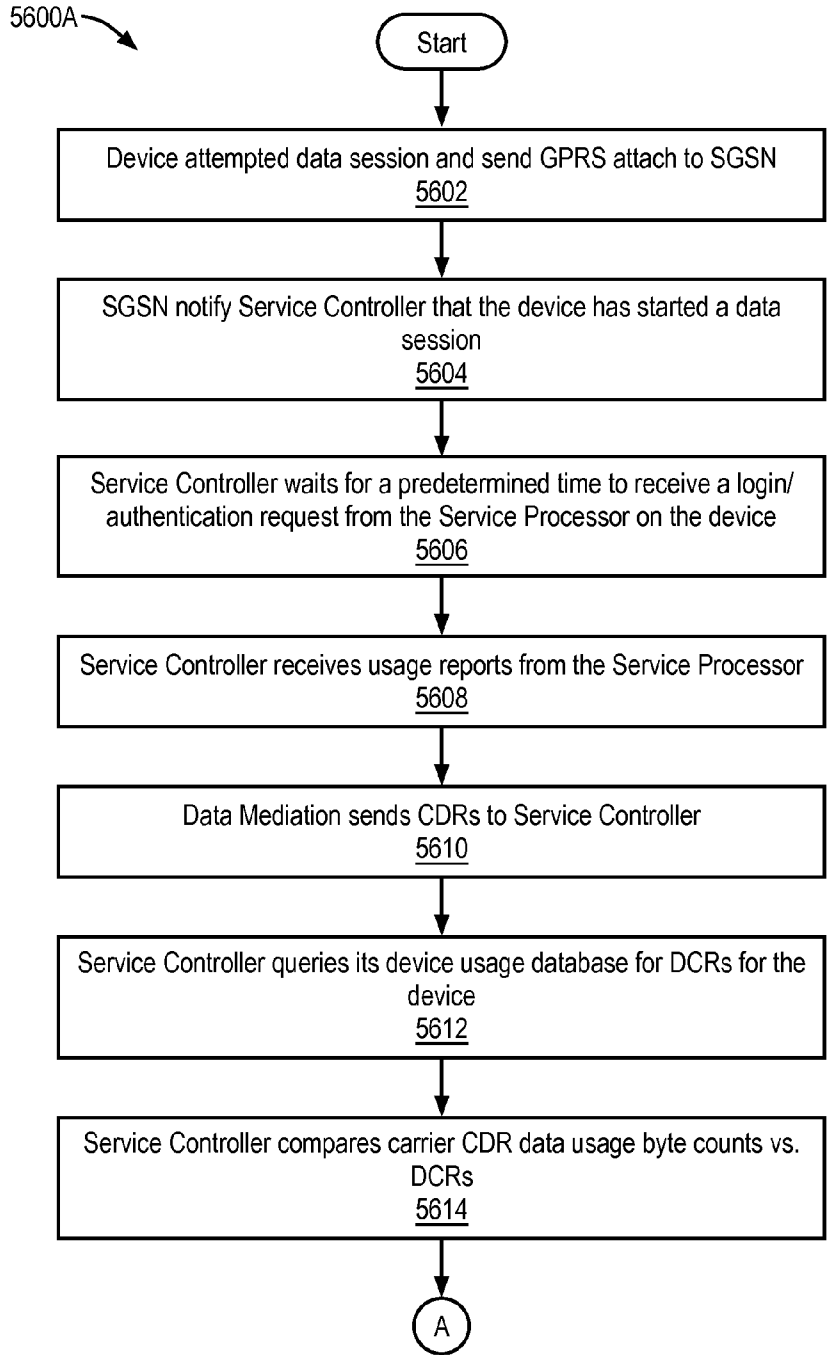 5600A
Start
Device attempted data session and send GPRS attach to SGSN
5602
SGSN notify Service Controller that the device has started a data
session
5604
Service Controller waits for a predetermined time to receive a login/
authentication request from the Service Processor on the device
5606
Service Controller receives usage reports from the Service Processor
5608
Data Mediation sends CDRs to Service Controller
5610
Service Controller queries its device usage database for DCRs for the
device
5612
Service Controller compares carrier CDR data usage byte counts vs.
DCRs
5614
A